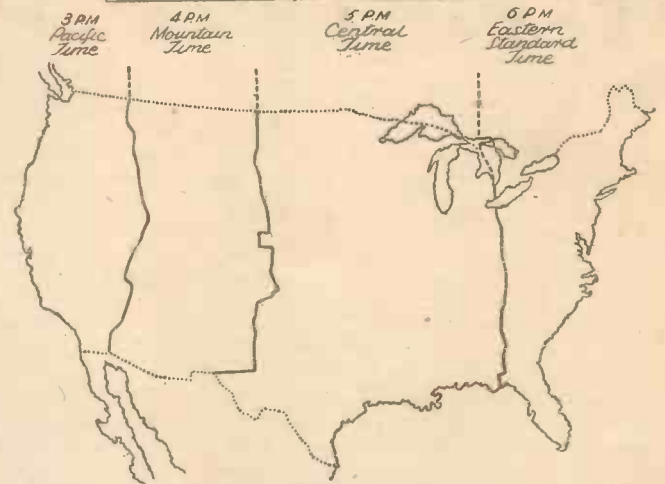 3 P.M.
Pacific
Time
4 P.M.
Mountain
Time
5 P.M.
Central
Time
6 P.M.
Eastern
Standard
Time